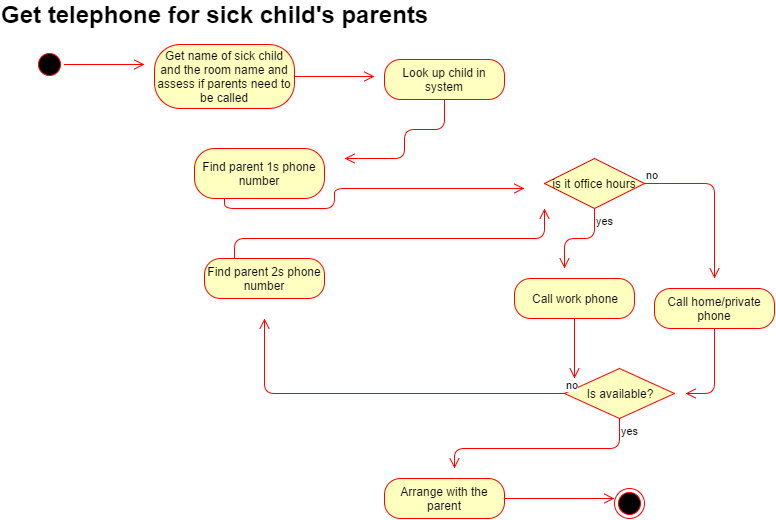 Get telephone for sick child's parents
Get name of sick child
and the room name and
assess if parents need to
be called
Look up child in
system
Find parent 1s phone
number
is it office hours
no
yes
Find parent 2s phone
number
Call work phone
Call home/private
phone
no
Is available?
yes
Arrange with the
parent